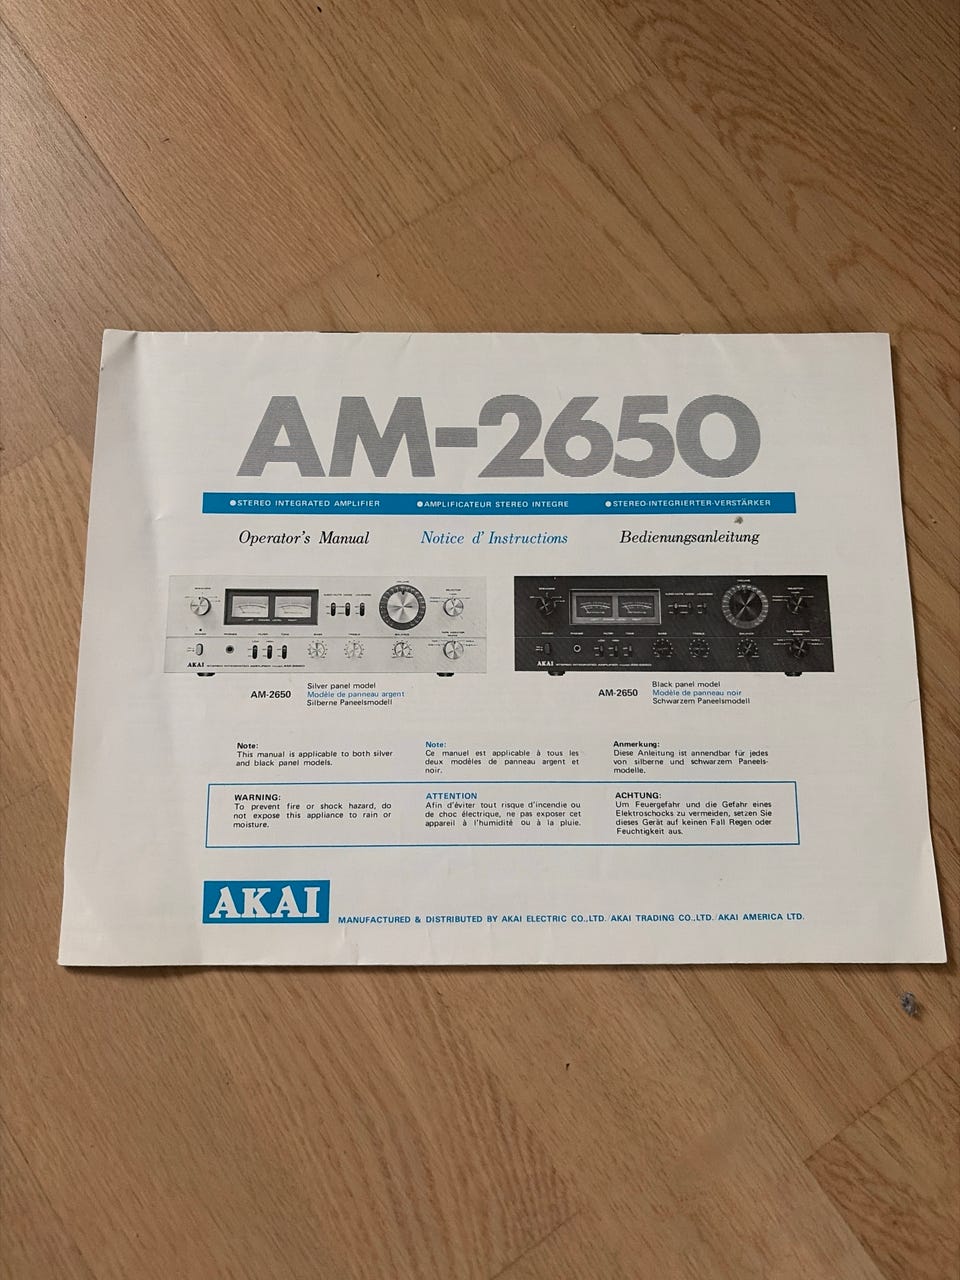 AM-2650
●STEREO INTEGRATED AMPLIFIER ●AMPLIFICATEUR STEREO INTEGRE ●STEREO-INTEGRIERTER-VERSTÄRKER
Operator's Manual Notice d'Instructions Bedienungsanleitung
AKAI
AKAI
AM-2650
Silver panel model
Modèle de panneau argent
Silberne Paneelsmodell
AM-2650
Black panel model
Modèle de panneau noir
Schwarzem Paneelsmodell
Note:
This manual is applicable to both silver
and black panel models.
Note:
Ce manuel est applicable à tous les
deux modèles de panneau argent et
noir.
Anmerkung:
Diese Anleitung ist annendbar für jedes
von silberne und schwarzem Paneels-
modelle.
WARNING:
To prevent fire or shock hazard, do
not expose this appliance to rain or
moisture.
ATTENTION
Afin d'éviter tout risque d'incendie ou
de choc électrique, ne pas exposer cet
appareil à l'humidité ou à la pluie.
ACHTUNG:
Um Feuergefahr und die Gefahr eines
Elektroschocks zu vermeiden, setzen Sie
dieses Gerät auf keinen Fall Regen oder
Feuchtigkeit aus.
AKAI
MANUFACTURED & DISTRIBUTED BY AKAI ELECTRIC CO.,LTD./AKAI TRADING CO.,LTD./AKAI AMERICA LTD.